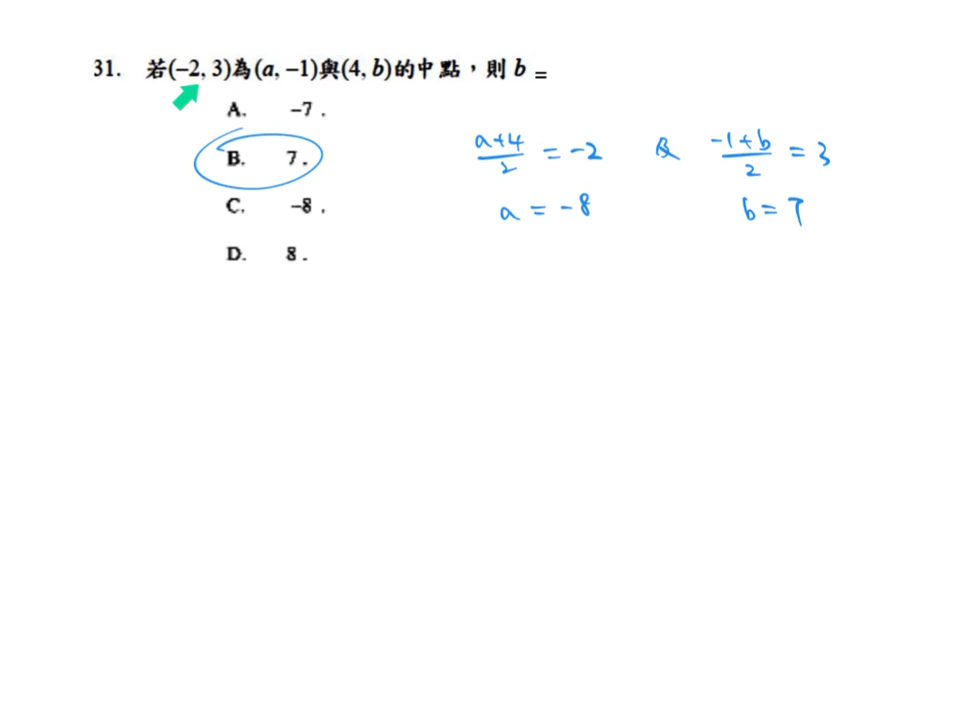 31. 若(−2, 3)為(a, −1)與(4, b)的中點，則 b =
A. −7 .
B. 7 .
C. −8 .
D. 8 .
(a+4)/2 = -2 及 (-1+b)/2 = 3
a = -8 b = 7